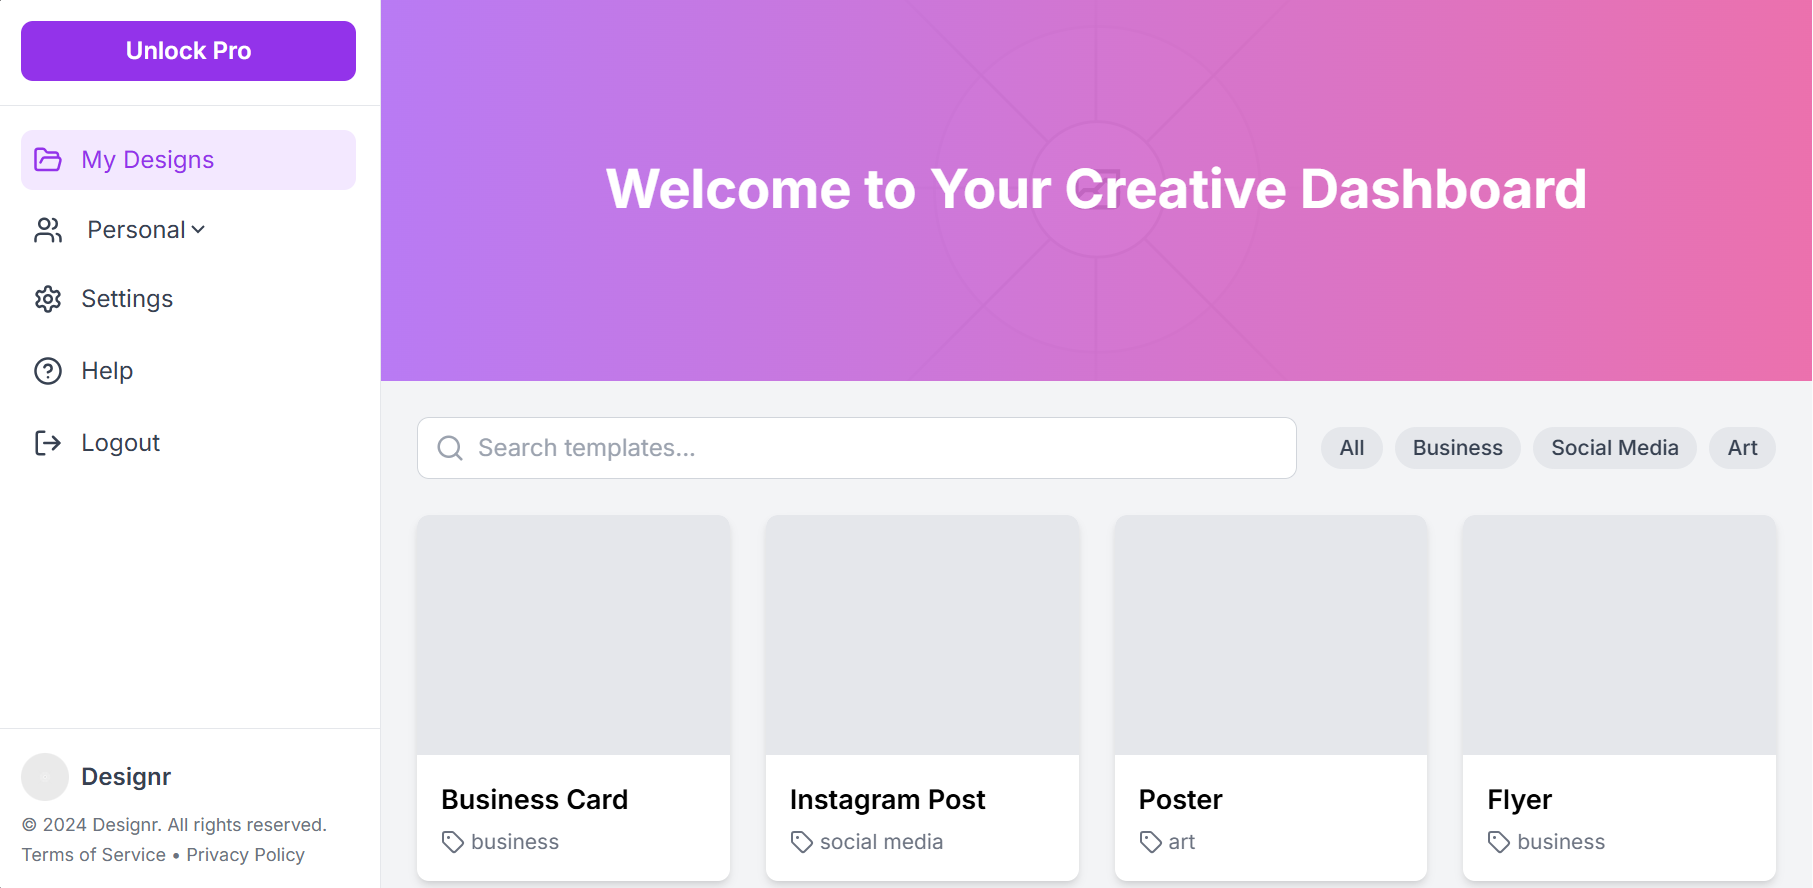 Unlock Pro
My Designs
Personal
Settings
Help
Logout
Designr
© 2024 Designr. All rights reserved.
Terms of Service • Privacy Policy
Welcome to Your Creative Dashboard
Search templates...
All
Business
Social Media
Art
Business Card
business
Instagram Post
social media
Poster
art
Flyer
business